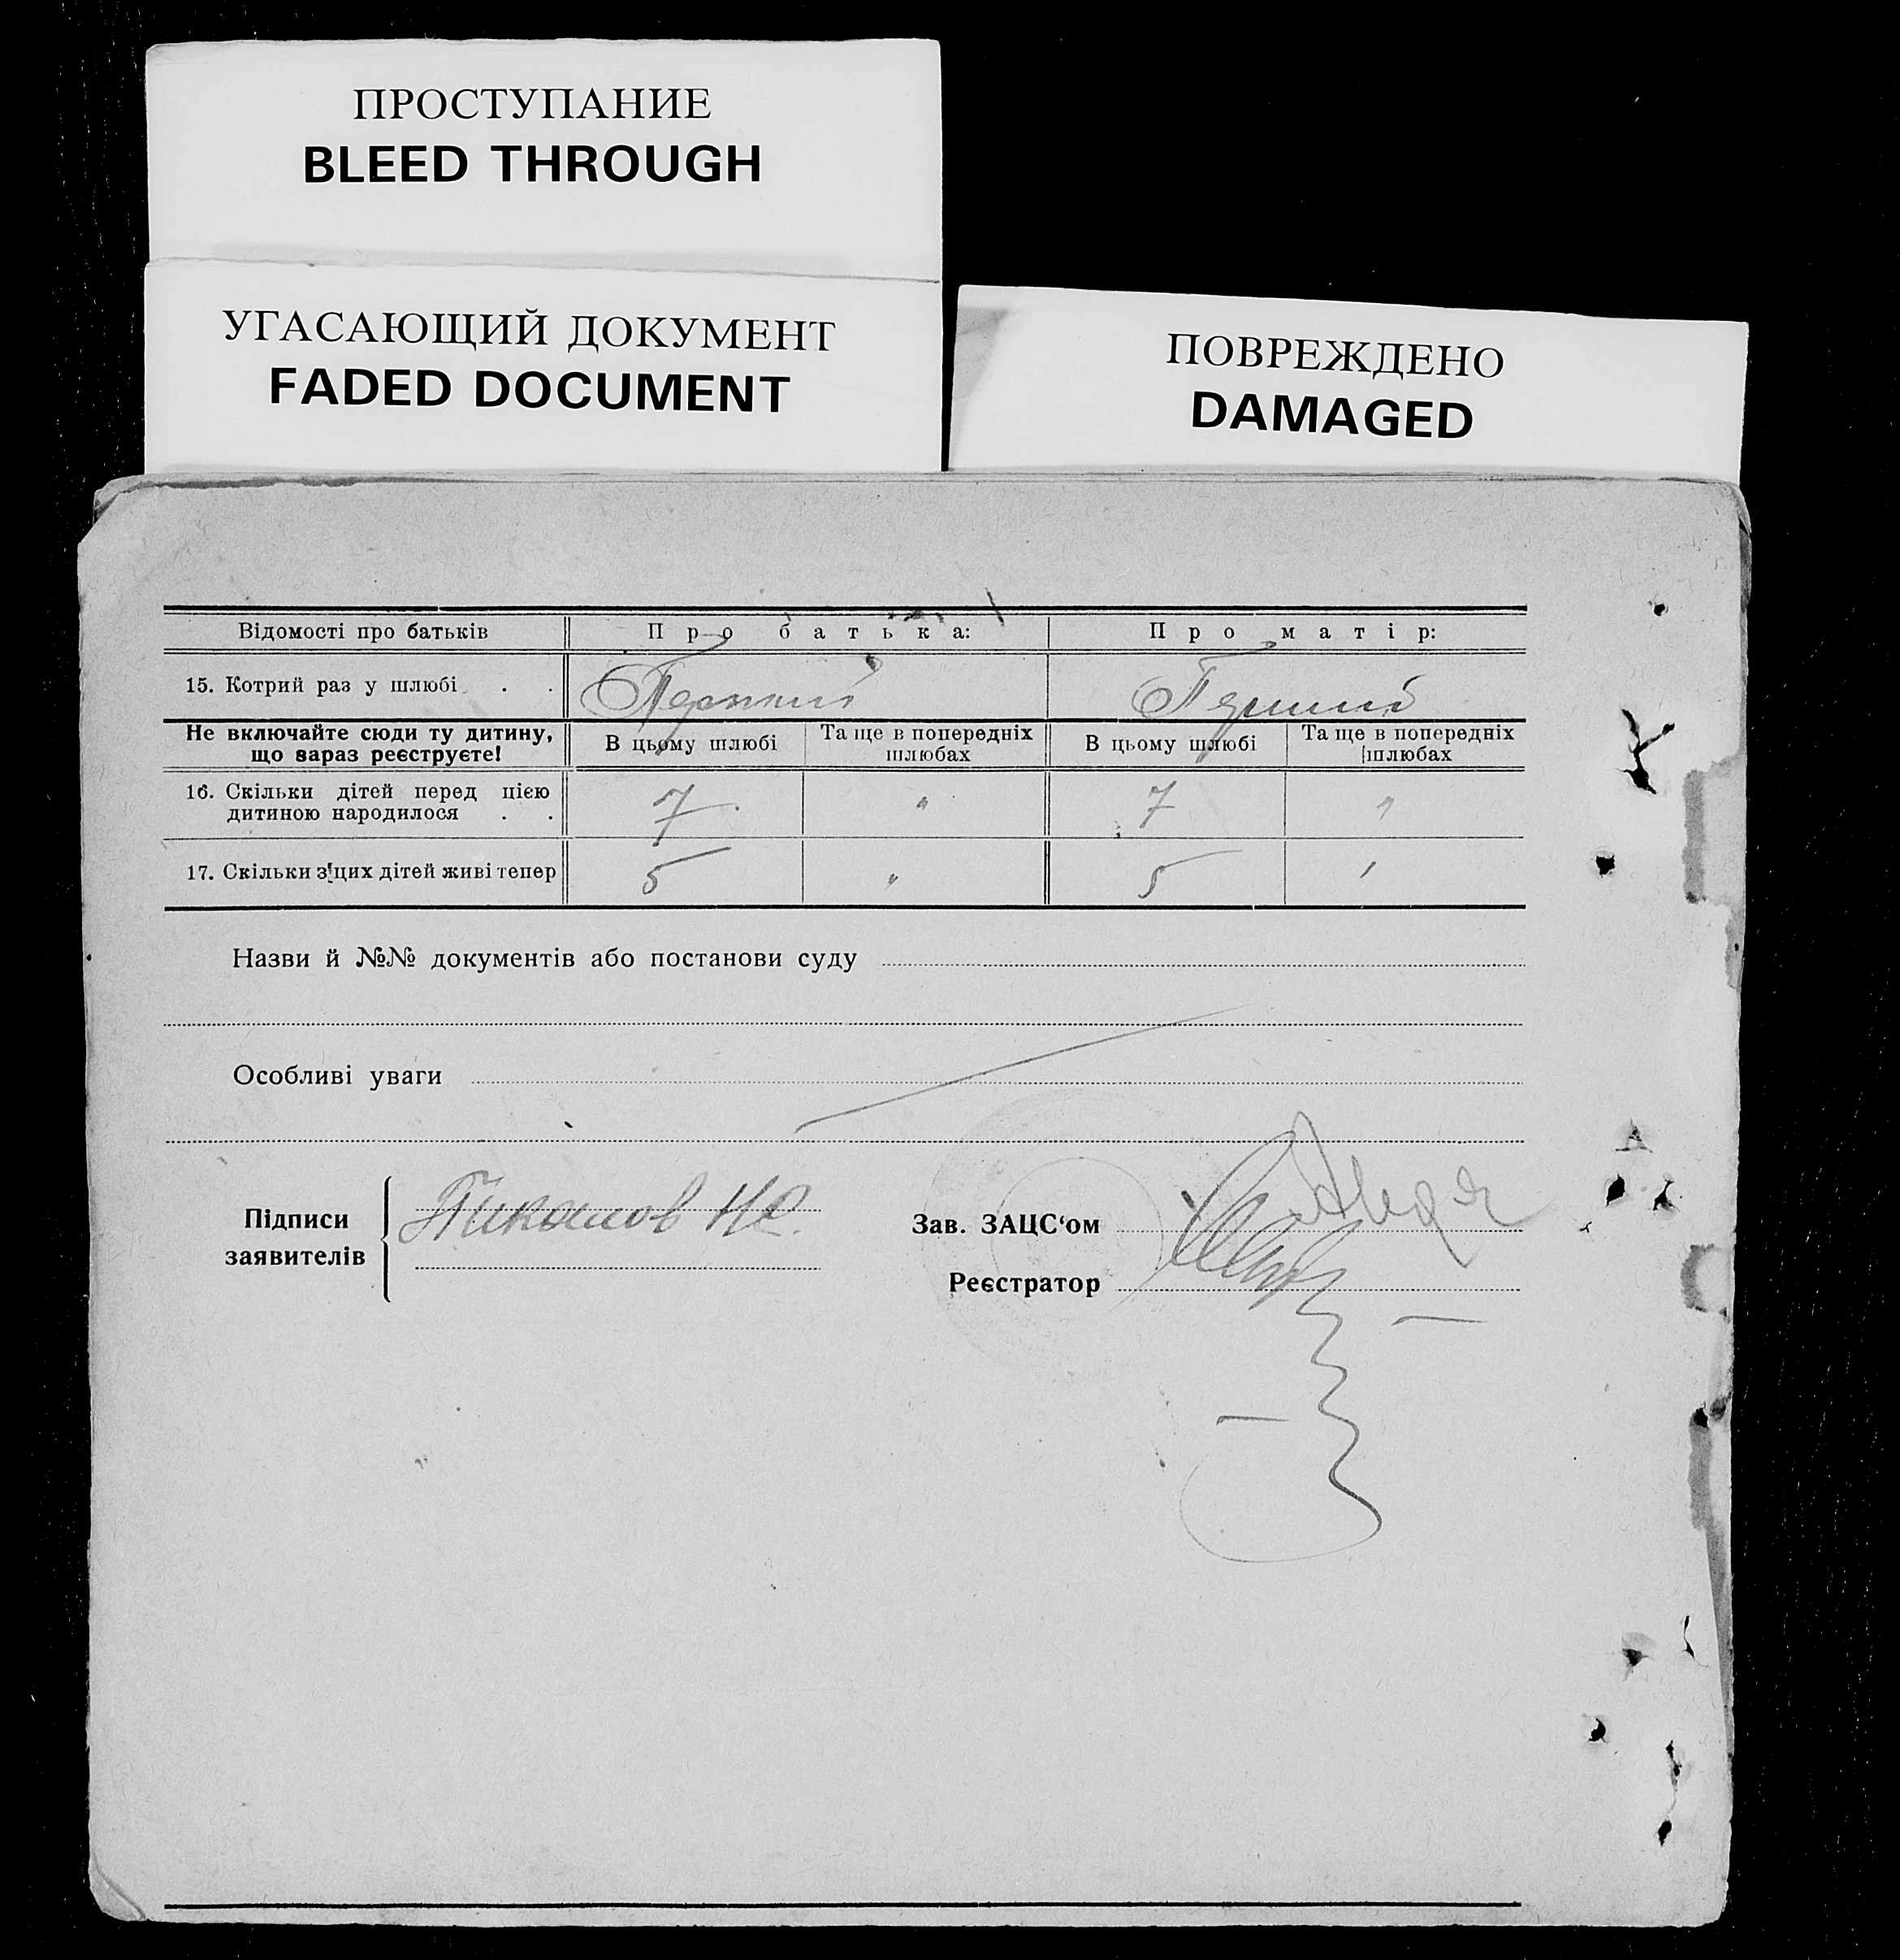 ПРОСТУПАНИЕ
BLEED THROUGH
УГАСАЮЩИЙ ДОКУМЕНТ
FADED DOCUMENT
ПОВРЕЖДЕНО
DAMAGED
Відомості про батьків Про батька: Про матір:
15. Котрий раз у шлюбі . . Перший Перший
Не включайте сюди ту дитину, що зараз реєструєте! В цьому шлюбі Та ще в попередніх шлюбах В цьому шлюбі Та ще в попередніх шлюбах
16. Скільки дітей перед цією
дитиною народилося . . 7 " 7 "
17. Скільки з цих дітей живі тепер 5 " 5 "
Назви й №№ документів або постанови суду
Особливі уваги
Підписи
заявителів
Зав. ЗАЦС'ом
Реєстратор